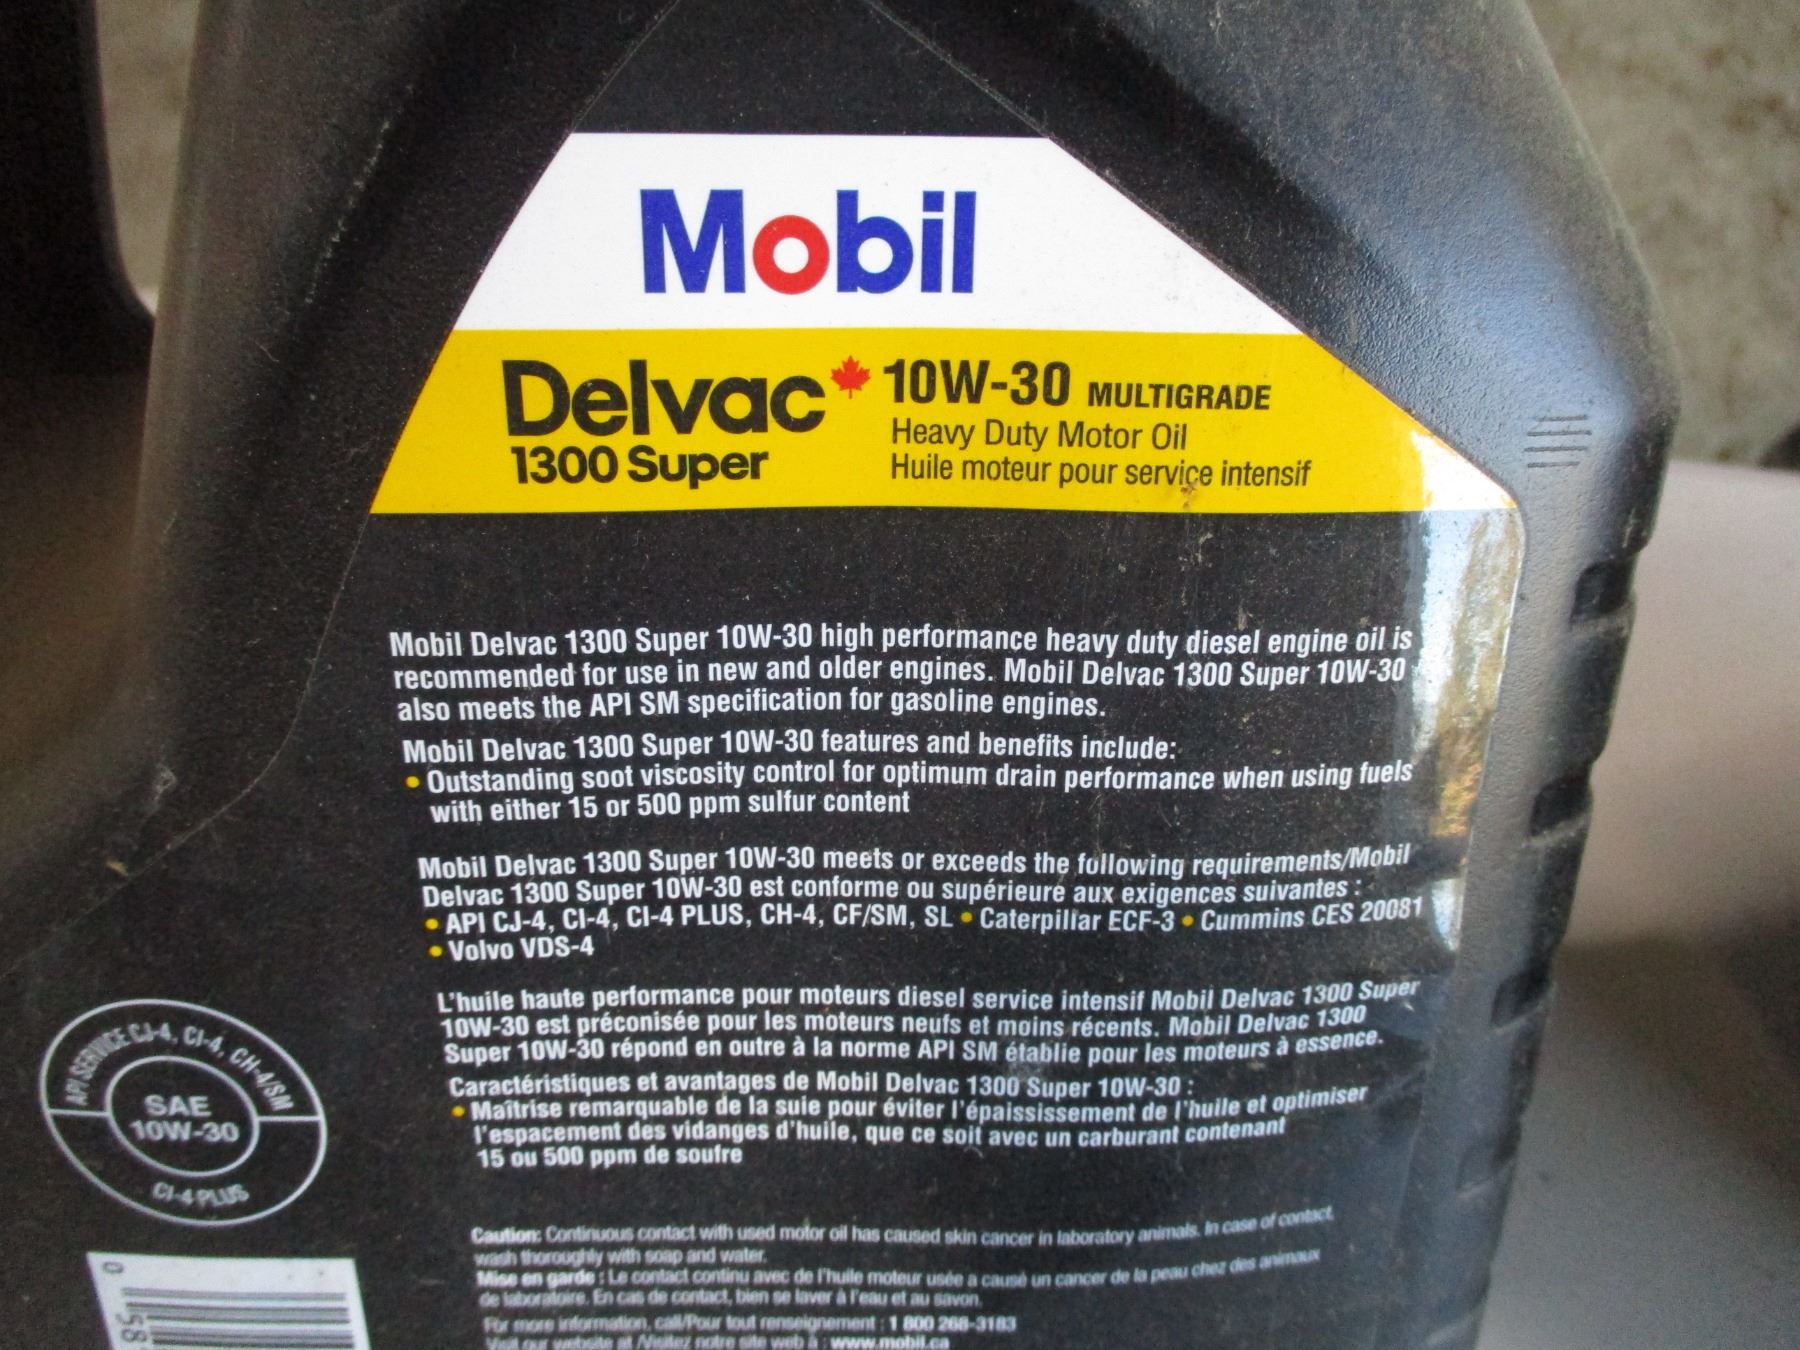 Mobil
Delvac 10W-30 MULTIGRADE
1300 Super
Heavy Duty Motor Oil
Huile moteur pour service intensif
Mobil Delvac 1300 Super 10W-30 high performance heavy duty diesel engine oil is
recommended for use in new and older engines. Mobil Delvac 1300 Super 10W-30
also meets the API SM specification for gasoline engines.
Mobil Delvac 1300 Super 10W-30 features and benefits include:
• Outstanding soot viscosity control for optimum drain performance when using fuels
with either 15 or 500 ppm sulfur content
Mobil Delvac 1300 Super 10W-30 meets or exceeds the following requirements/Mobil
Delvac 1300 Super 10W-30 est conforme ou supérieure aux exigences suivantes :
• API CJ-4, CI-4, CI-4 PLUS, CH-4, CF/SM, SL • Caterpillar ECF-3 • Cummins CES 20081
• Volvo VDS-4
L'huile haute performance pour moteurs diesel service intensif Mobil Delvac 1300 Super
10W-30 est préconisée pour les moteurs neufs et moins récents. Mobil Delvac 1300
Super 10W-30 répond en outre à la norme API SM établie pour les moteurs à essence.
Caractéristiques et avantages de Mobil Delvac 1300 Super 10W-30 :
• Maîtrise remarquable de la suie pour éviter l'épaississement de l'huile et optimiser
l'espacement des vidanges d'huile, que ce soit avec un carburant contenant
15 ou 500 ppm de soufre
API SERVICE CJ-4, CI-4, CH-4/SM
SAE
10W-30
CI-4 PLUS
Caution: Continuous contact with used motor oil has caused skin cancer in laboratory animals. In case of contact,
wash thoroughly with soap and water.
Mise en garde : Le contact continu avec de l'huile moteur usée a causé un cancer de la peau chez des animaux
de laboratoire. En cas de contact, bien se laver à l'eau et au savon.
For more information, call/Pour tout renseignement : 1 800 268-3183
Visit our website at /Visitez notre site web à : www.mobil.ca
0
58